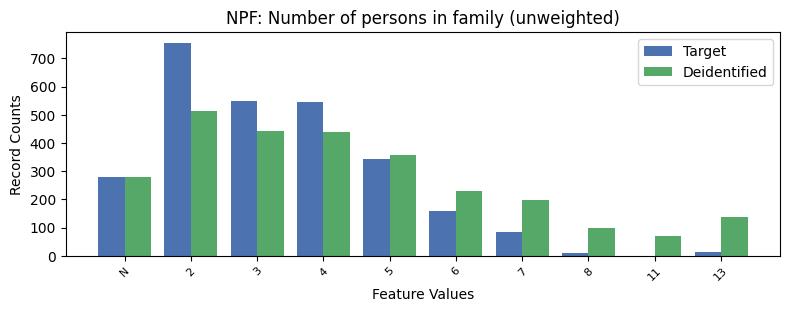 NPF: Number of persons in family (unweighted)
Target
Deidentified
Record Counts
700
600
500
400
300
200
100
0
N 2 3 4 5 6 7 8 11 13
Feature Values